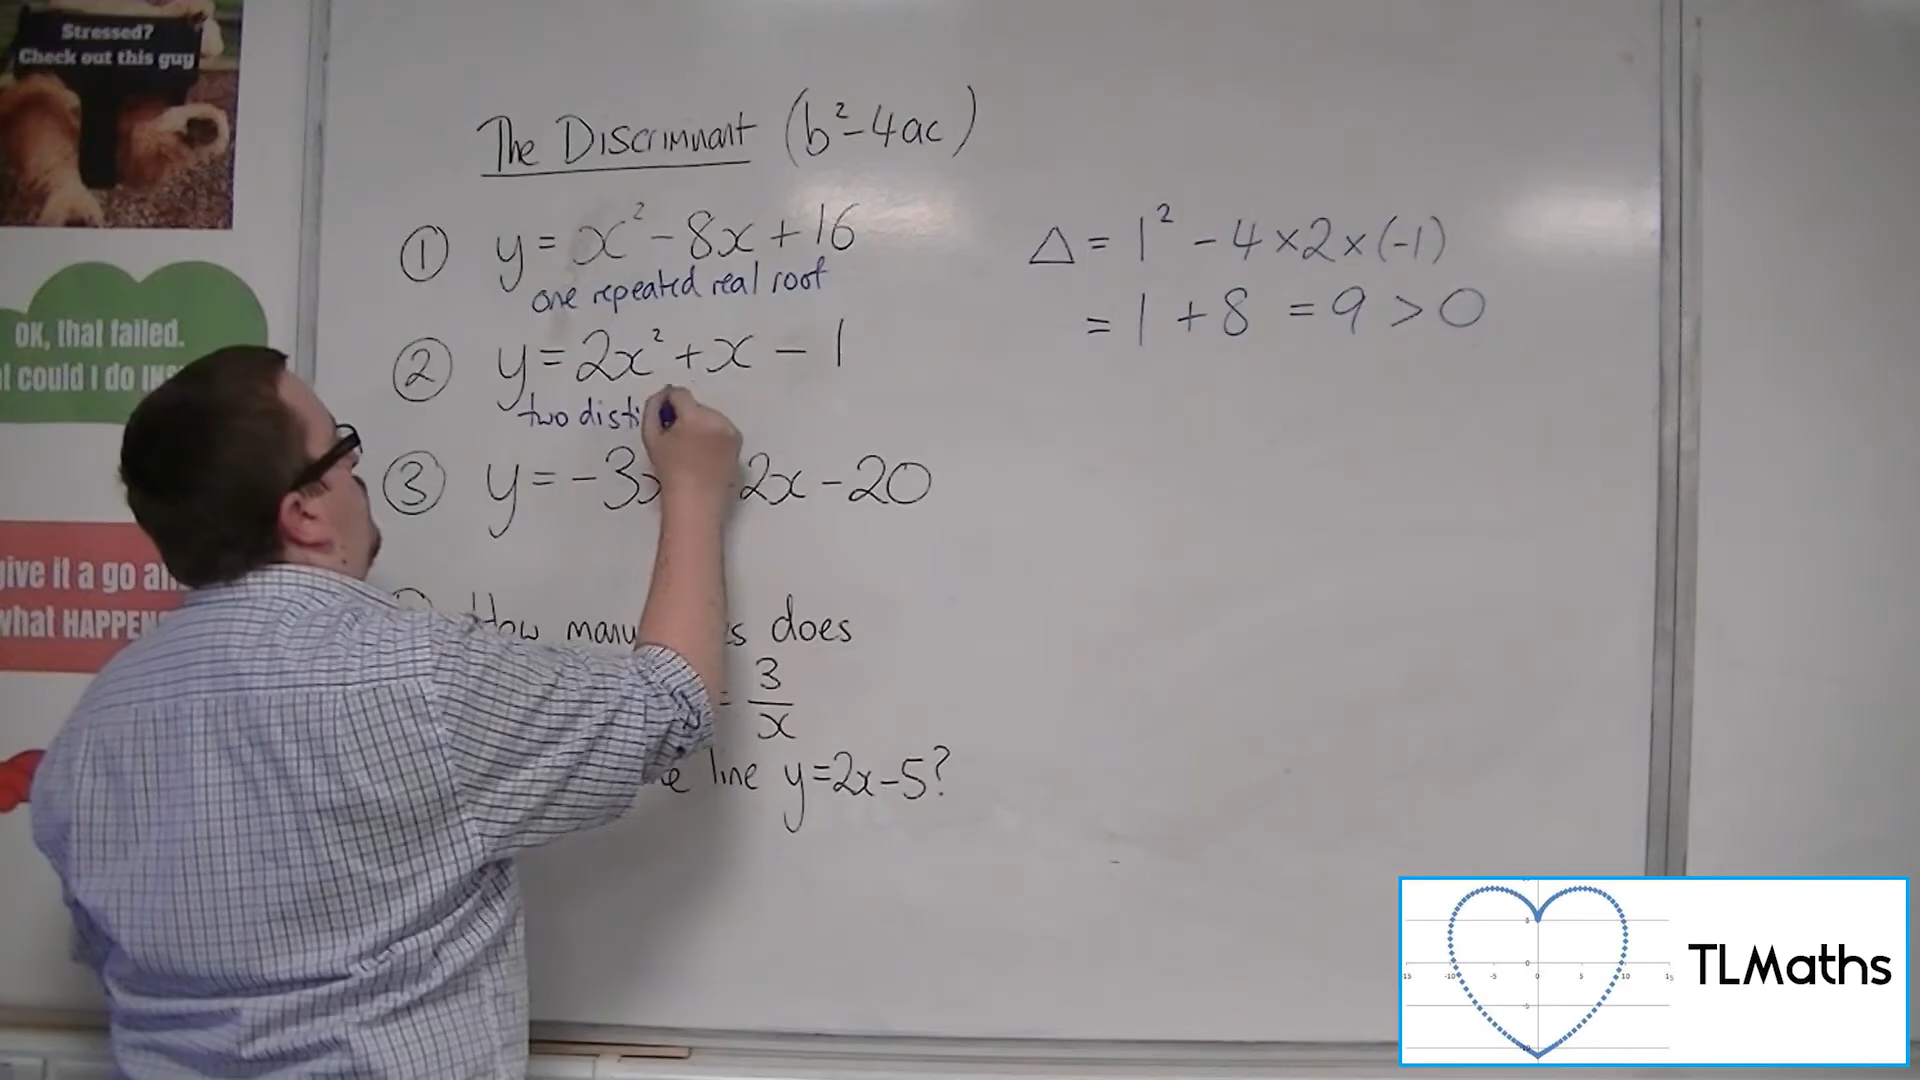 Stressed?
Check out this guy
OK, that failed.
could I do
give it a go
what HAPPENS
The Discriminant (b²-4ac)
① y = x² - 8x + 16
one repeated real root
② y = 2x² + x - 1
two disti
③ y = -3x 2x - 20
How many does
= 3/x
line y = 2x - 5?
Δ = 1² - 4 × 2 × (-1)
= 1 + 8 = 9 > 0
TLMaths